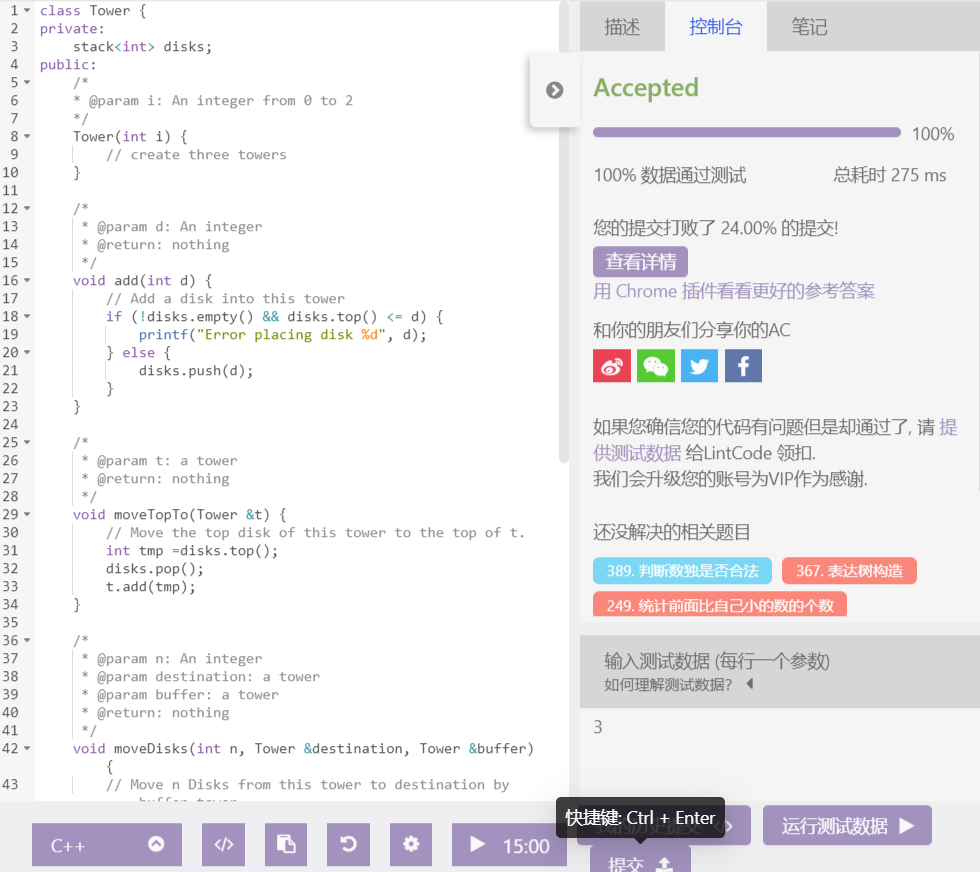 1 class Tower {
2 private:
3 stack<int> disks;
4 public:
5 /*
6 * @param i: An integer from 0 to 2
7 */
8 Tower(int i) {
9 // create three towers
10 }
11
12 /*
13 * @param d: An integer
14 * @return: nothing
15 */
16 void add(int d) {
17 // Add a disk into this tower
18 if (!disks.empty() && disks.top() <= d) {
19 printf("Error placing disk %d", d);
20 } else {
21 disks.push(d);
22 }
23 }
24
25 /*
26 * @param t: a tower
27 * @return: nothing
28 */
29 void moveTopTo(Tower &t) {
30 // Move the top disk of this tower to the top of t.
31 int tmp =disks.top();
32 disks.pop();
33 t.add(tmp);
34 }
35
36 /*
37 * @param n: An integer
38 * @param destination: a tower
39 * @param buffer: a tower
40 * @return: nothing
41 */
42 void moveDisks(int n, Tower &destination, Tower &buffer)
{
43 // Move n Disks from this tower to destination by
buffer tower
C++
</>
15:00
描述 控制台 笔记
Accepted
100%
100% 数据通过测试 总耗时 275 ms
您的提交打败了 24.00% 的提交!
查看详情
用 Chrome 插件看看更好的参考答案
和你的朋友们分享你的AC
如果您确信您的代码有问题但是却通过了, 请 提
供测试数据 给LintCode 领扣.
我们会升级您的账号为VIP作为感谢.
还没解决的相关题目
389. 判断数独是否合法 367. 表达树构造
249. 统计前面比自己小的数的个数
输入测试数据 (每行一个参数)
如何理解测试数据?
3
快捷键: Ctrl + Enter
运行测试数据
提交